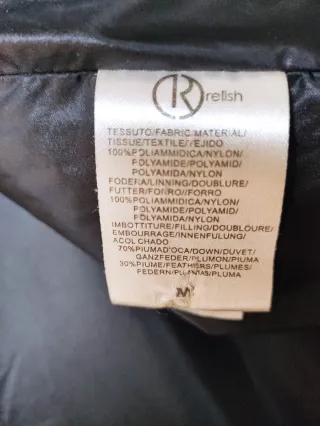 R relish
TESSUTO/FABRIC MATERIAL/
TISSUE/TEXTILE/TEJIDO
100%POLIAMMIDICA/NYLON/
POLYAMIDE/POLYAMID/
POLYAMIDA/NYLON
FODERA/LINNING/DOUBLURE/
FUTTER/FORRO/FORRO
100%POLIAMMIDICA/NYLON/
POLYAMIDE/POLYAMID/
POLYAMIDA/NYLON
IMBOTTITURE/FILLING/DOUBLOURE/
EMBOURRAGE/INNENFULUNG/
ACOLCHADO
70%PIUMAD'OCA/DOWN/DUVET/
GANZFEDER/PLUMON/PIUMA
30%PIUME/FEATHERS/PLUMES/
FEDERN/PLUMAS/PLUMA
M